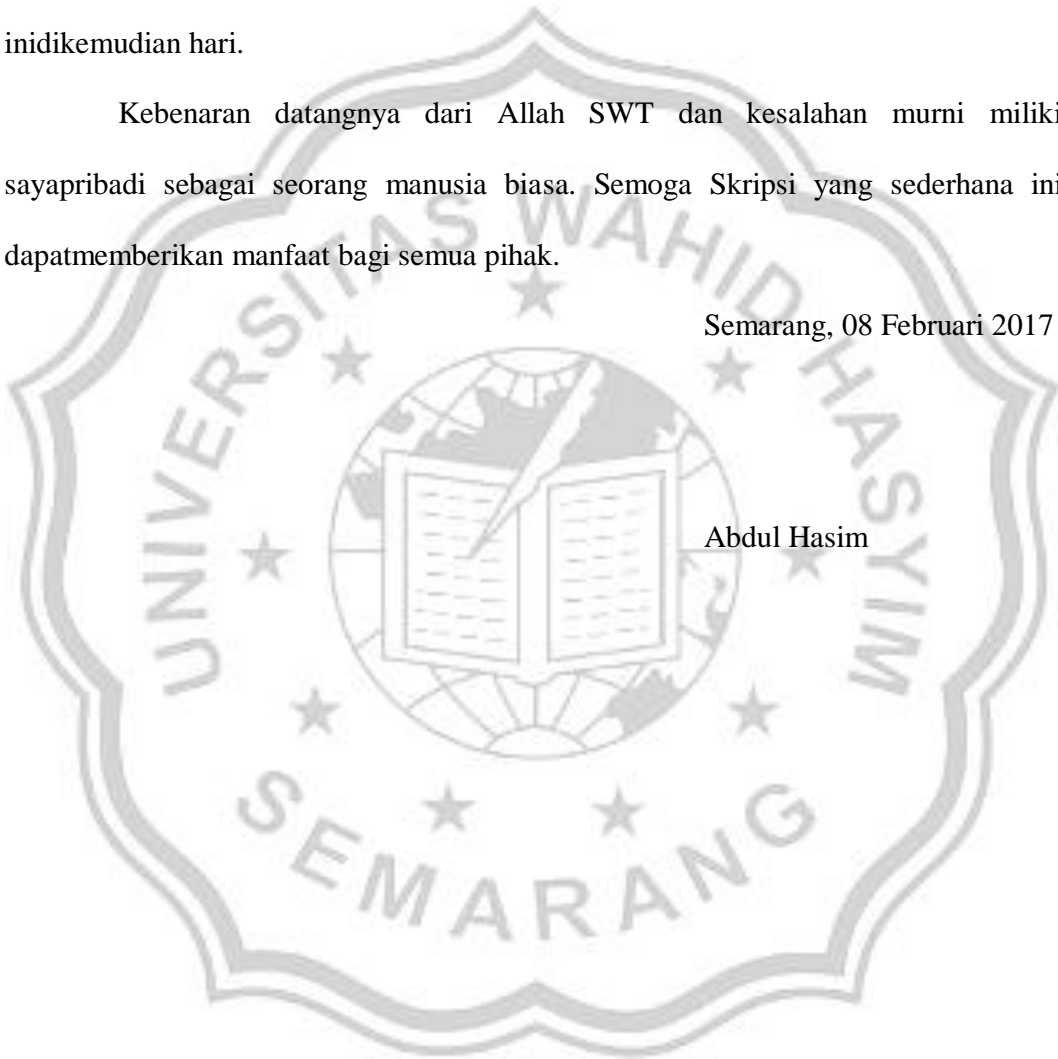 inidikemudian hari.
Kebenaran datangnya dari Allah SWT dan kesalahan murni miliki
sayapribadi sebagai seorang manusia biasa. Semoga Skripsi yang sederhana ini
dapatmemberikan manfaat bagi semua pihak.
Semarang, 08 Februari 2017
Abdul Hasim
UNIVERSITAS WAHID HASYIM
SEMARANG